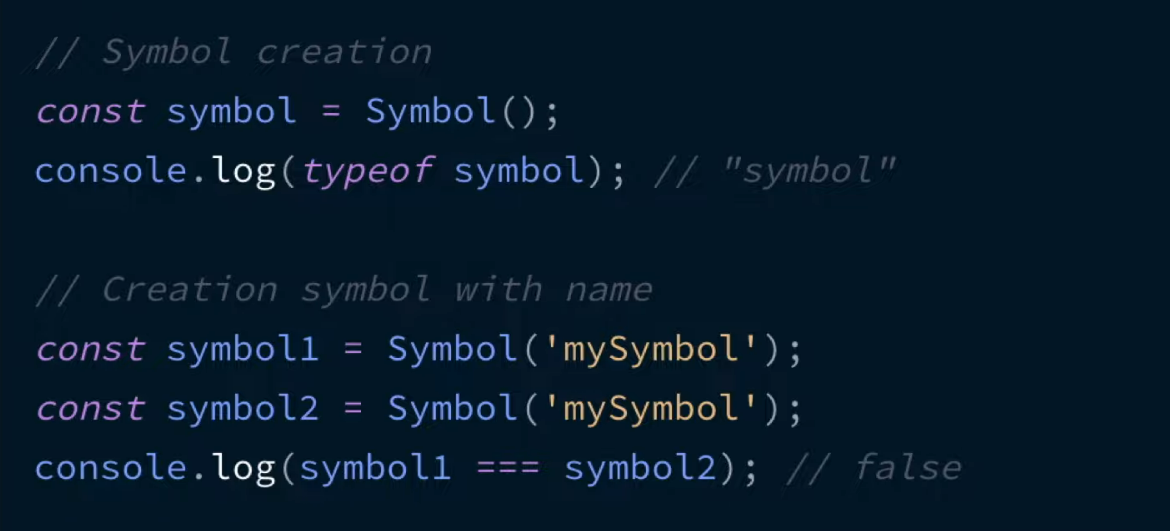 // Symbol creation
const symbol = Symbol();
console.log(typeof symbol); // "symbol"
// Creation symbol with name
const symbol1 = Symbol('mySymbol');
const symbol2 = Symbol('mySymbol');
console.log(symbol1 === symbol2); // false